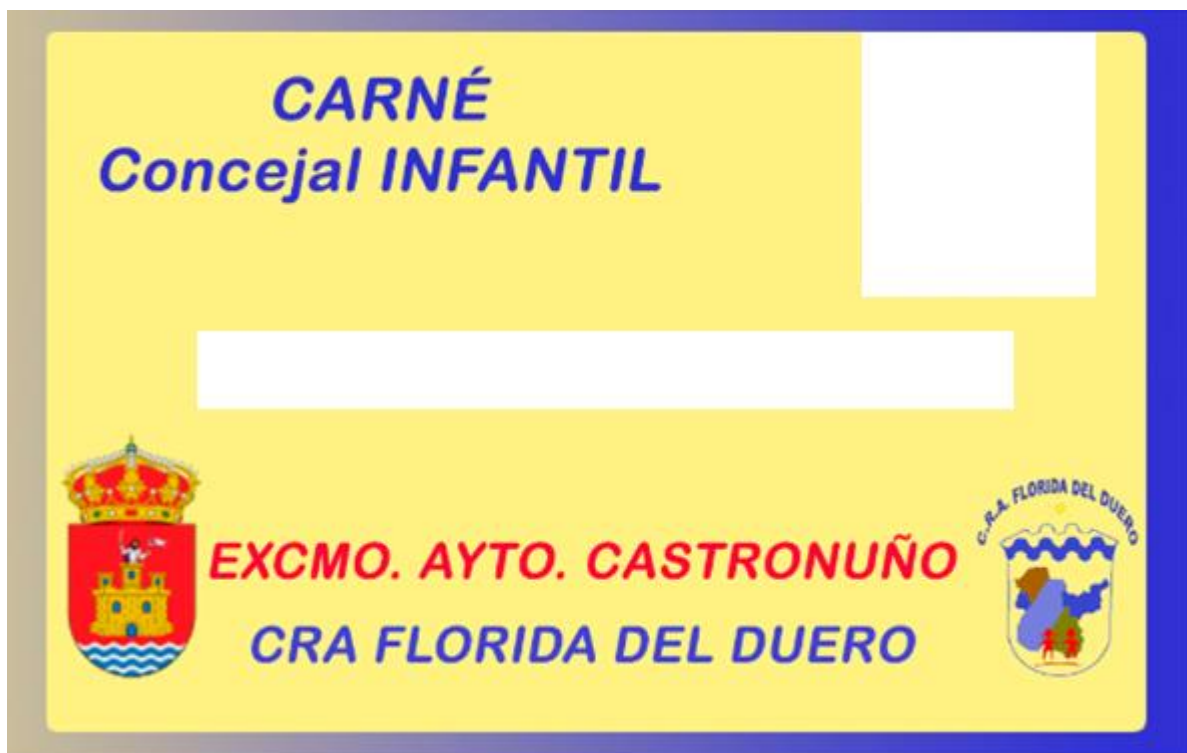 CARNÉ
Concejal INFANTIL
C.R.A. FLORIDA DEL DUERO
EXCMO. AYTO. CASTRONUÑO
CRA FLORIDA DEL DUERO